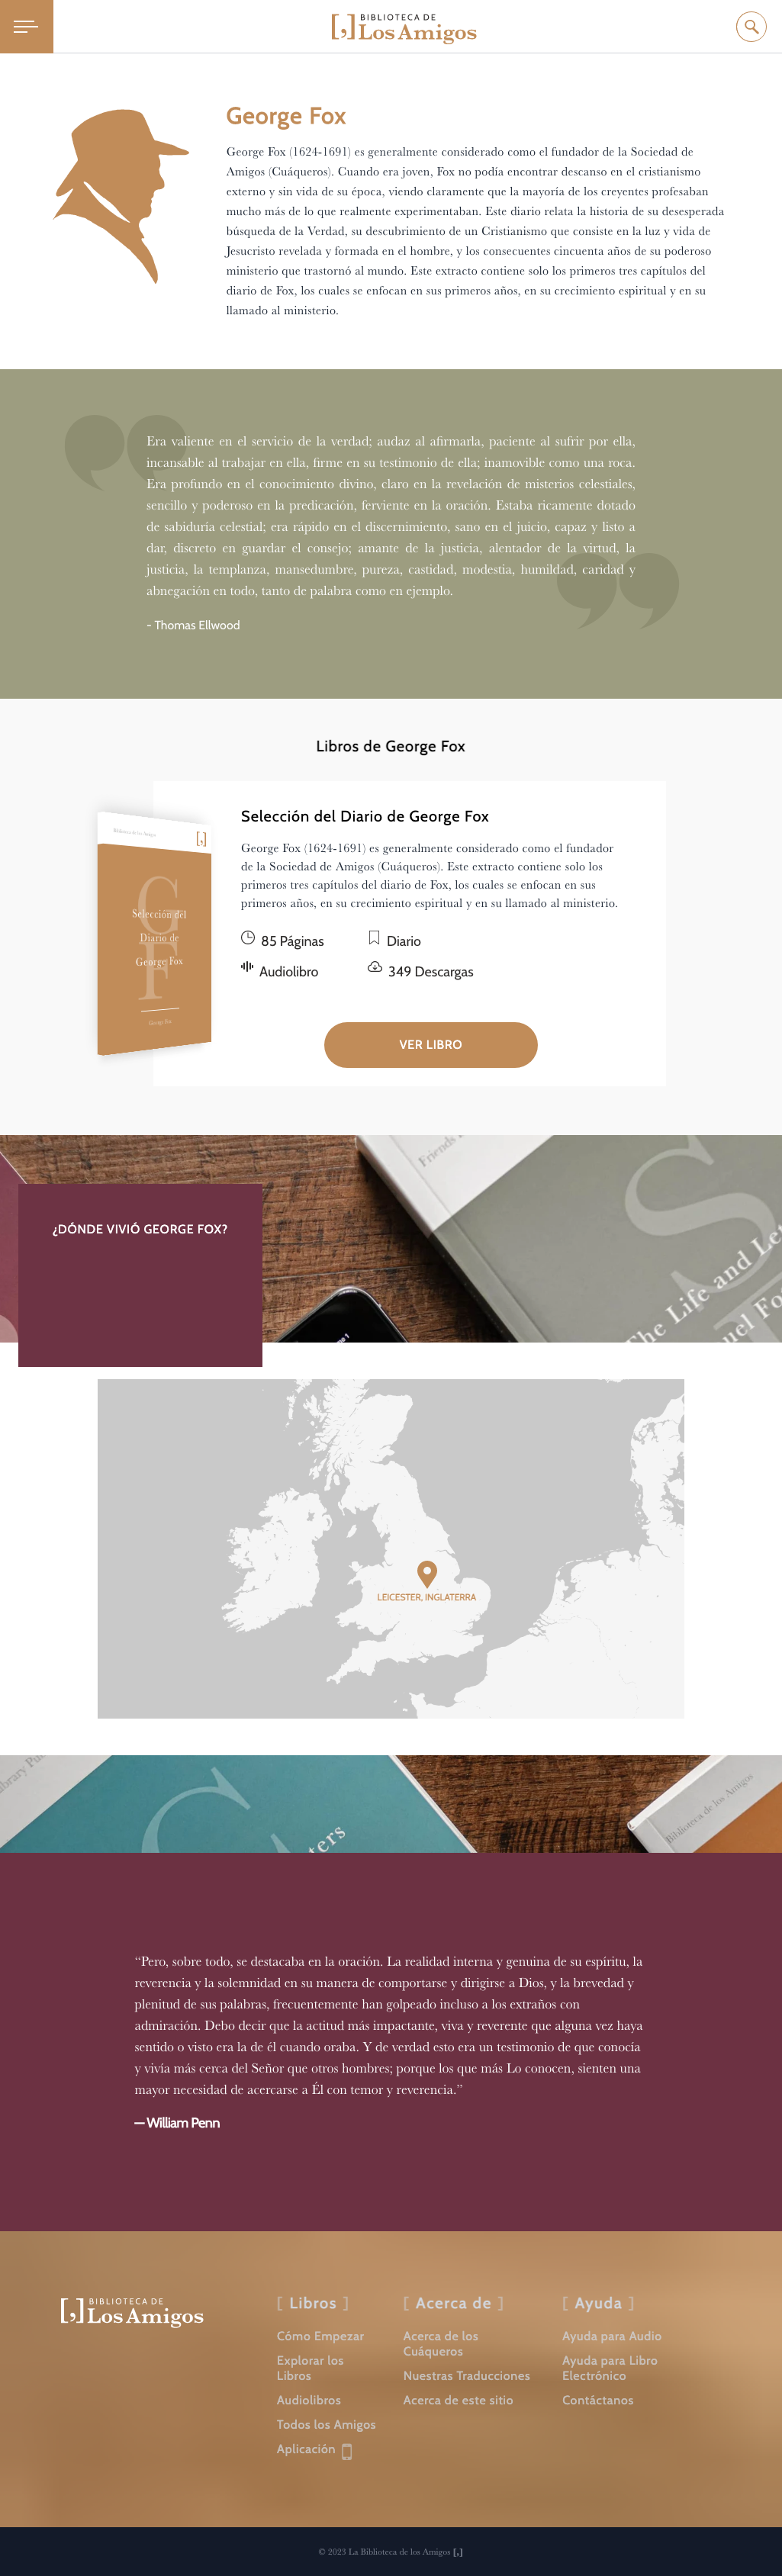 BIBLIOTECA DE
[,] Los Amigos
George Fox
George Fox (1624-1691) es generalmente considerado como el fundador de la Sociedad de
Amigos (Cuáqueros). Cuando era joven, Fox no podía encontrar descanso en el cristianismo
externo y sin vida de su época, viendo claramente que la mayoría de los creyentes profesaban
mucho más de lo que realmente experimentaban. Este diario relata la historia de su desesperada
búsqueda de la Verdad, su descubrimiento de un Cristianismo que consiste en la luz y vida de
Jesucristo revelada y formada en el hombre, y los consecuentes cincuenta años de su poderoso
ministerio que trastornó al mundo. Este extracto contiene solo los primeros tres capítulos del
diario de Fox, los cuales se enfocan en sus primeros años, en su crecimiento espiritual y en su
llamado al ministerio.
Era valiente en el servicio de la verdad; audaz al afirmarla, paciente al sufrir por ella,
incansable al trabajar en ella, firme en su testimonio de ella; inamovible como una roca.
Era profundo en el conocimiento divino, claro en la revelación de misterios celestiales,
sencillo y poderoso en la predicación, ferviente en la oración. Estaba ricamente dotado
de sabiduría celestial; era rápido en el discernimiento, sano en el juicio, capaz y listo a
dar, discreto en guardar el consejo; amante de la justicia, alentador de la virtud, la
justicia, la templanza, mansedumbre, pureza, castidad, modestia, humildad, caridad y
abnegación en todo, tanto de palabra como en ejemplo.
- Thomas Ellwood
Libros de George Fox
Biblioteca de los Amigos [,]
GF
Selección del
Diario de
George Fox
George Fox
Selección del Diario de George Fox
George Fox (1624-1691) es generalmente considerado como el fundador
de la Sociedad de Amigos (Cuáqueros). Este extracto contiene solo los
primeros tres capítulos del diario de Fox, los cuales se enfocan en sus
primeros años, en su crecimiento espiritual y en su llamado al ministerio.
85 Páginas
Diario
Audiolibro
349 Descargas
VER LIBRO
Friends
S
The Life and
¿DÓNDE VIVIÓ GEORGE FOX?
LEICESTER, INGLATERRA
Biblioteca de los Amigos
“Pero, sobre todo, se destacaba en la oración. La realidad interna y genuina de su espíritu, la
reverencia y la solemnidad en su manera de comportarse y dirigirse a Dios, y la brevedad y
plenitud de sus palabras, frecuentemente han golpeado incluso a los extraños con
admiración. Debo decir que la actitud más impactante, viva y reverente que alguna vez haya
sentido o visto era la de él cuando oraba. Y de verdad esto era un testimonio de que conocía
y vivía más cerca del Señor que otros hombres; porque los que más Lo conocen, sienten una
mayor necesidad de acercarse a Él con temor y reverencia.”
— William Penn
BIBLIOTECA DE
[,] Los Amigos
[ Libros ]
Cómo Empezar
Explorar los
Libros
Audiolibros
Todos los Amigos
Aplicación
[ Acerca de ]
Acerca de los
Cuáqueros
Nuestras Traducciones
Acerca de este sitio
[ Ayuda ]
Ayuda para Audio
Ayuda para Libro
Electrónico
Contáctanos
© 2023 La Biblioteca de los Amigos [,]